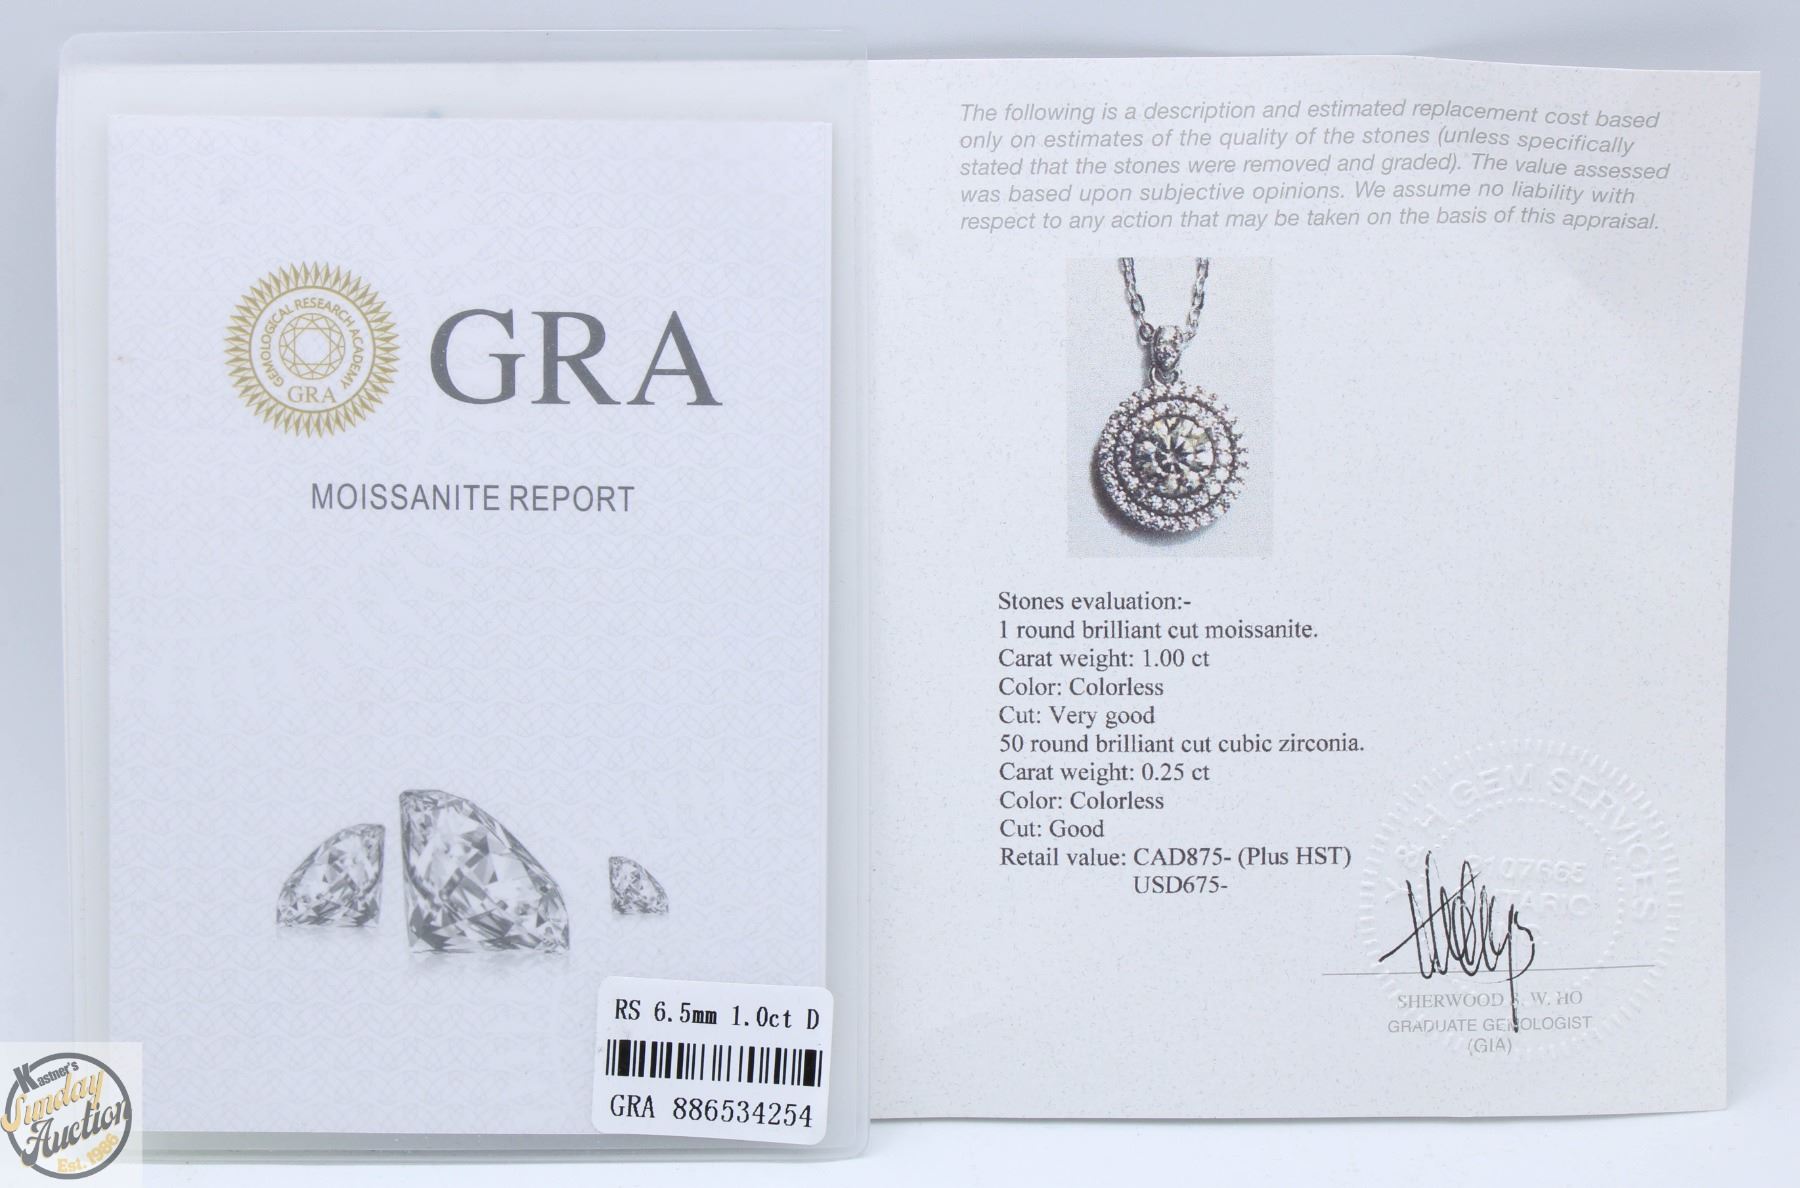 GEMOLOGICAL RESEARCH ACADEMY
GRA
GRA
MOISSANITE REPORT
RS 6.5mm 1.0ct D
GRA 886534254
Kastner's
Sunday
Auction
Est. 1986
The following is a description and estimated replacement cost based
only on estimates of the quality of the stones (unless specifically
stated that the stones were removed and graded). The value assessed
was based upon subjective opinions. We assume no liability with
respect to any action that may be taken on the basis of this appraisal.
Stones evaluation:-
1 round brilliant cut moissanite.
Carat weight: 1.00 ct
Color: Colorless
Cut: Very good
50 round brilliant cut cubic zirconia.
Carat weight: 0.25 ct
Color: Colorless
Cut: Good
Retail value: CAD875- (Plus HST)
USD675-
H GEM SERVICES
SHERWOOD S. W. HO
GRADUATE GEMOLOGIST
(GIA)